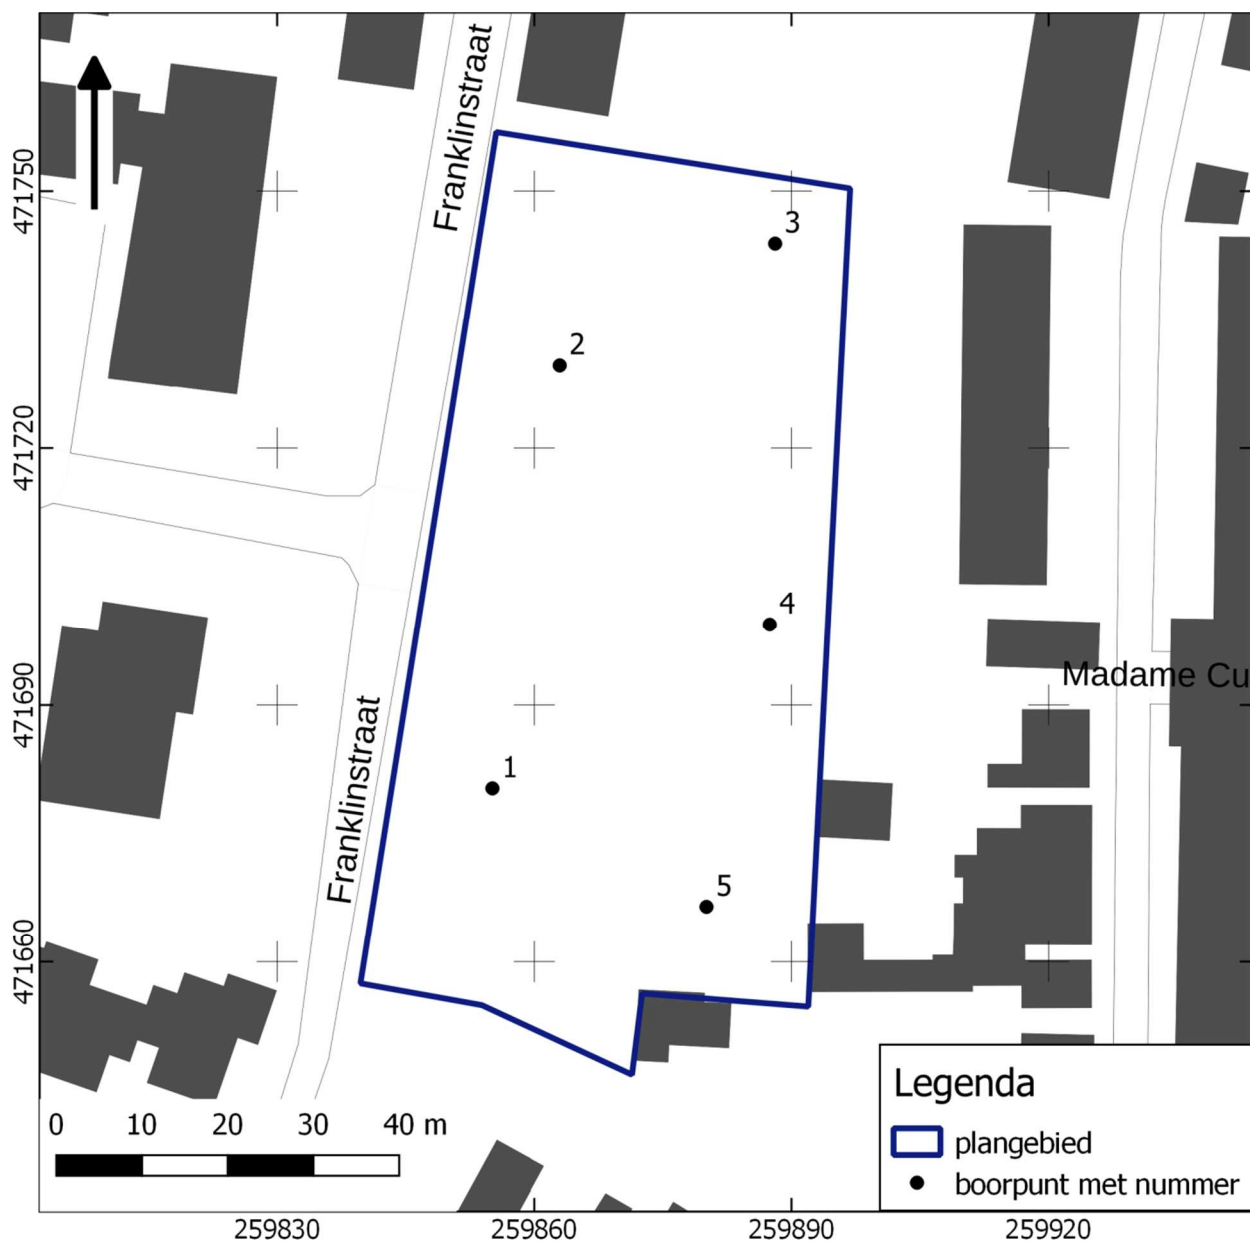 Franklinstraat
471750
3
2
471720
4
Madame Cu
471690
Franklinstraat
1
5
471660
0 10 20 30 40 m
Legenda
plangebied
boorpunt met nummer
259830 259860 259890 259920